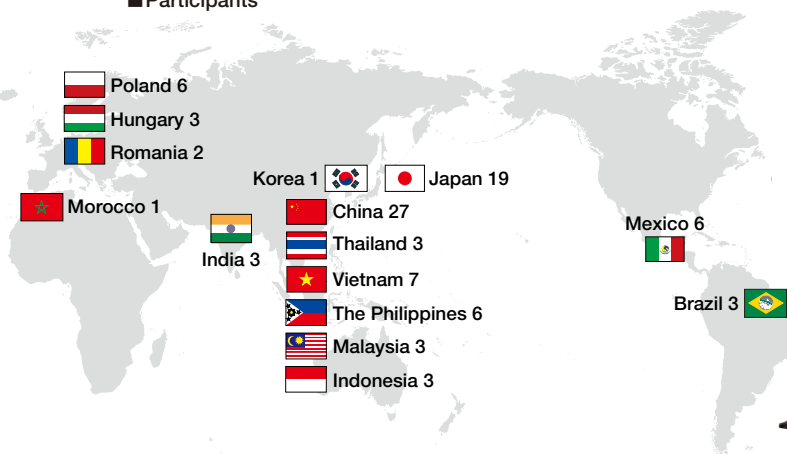 ■Participants
Poland 6
Hungary 3
Romania 2
Korea 1
Japan 19
Morocco 1
China 27
Mexico 6
India 3
Thailand 3
Vietnam 7
Brazil 3
The Philippines 6
Malaysia 3
Indonesia 3